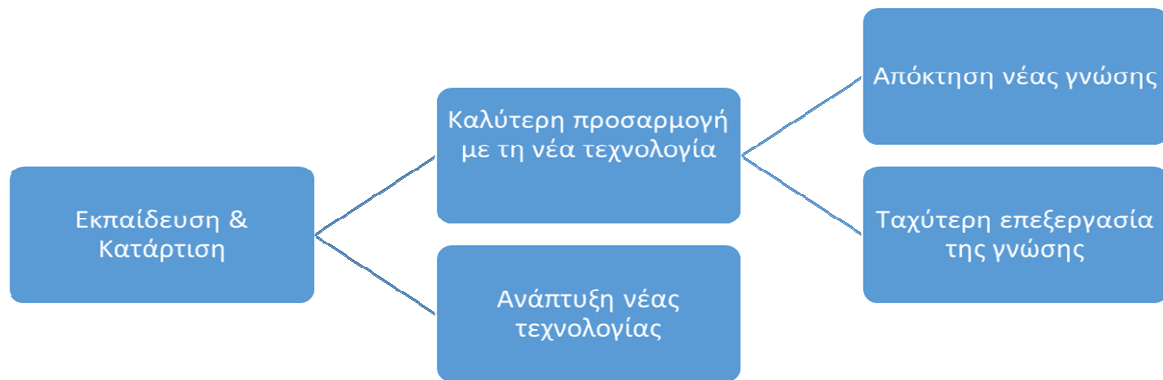 Εκπαίδευση &
Κατάρτιση
Καλύτερη προσαρμογή
με τη νέα τεχνολογία
Ανάπτυξη νέας
τεχνολογίας
Απόκτηση νέας γνώσης
Ταχύτερη επεξεργασία
της γνώσης